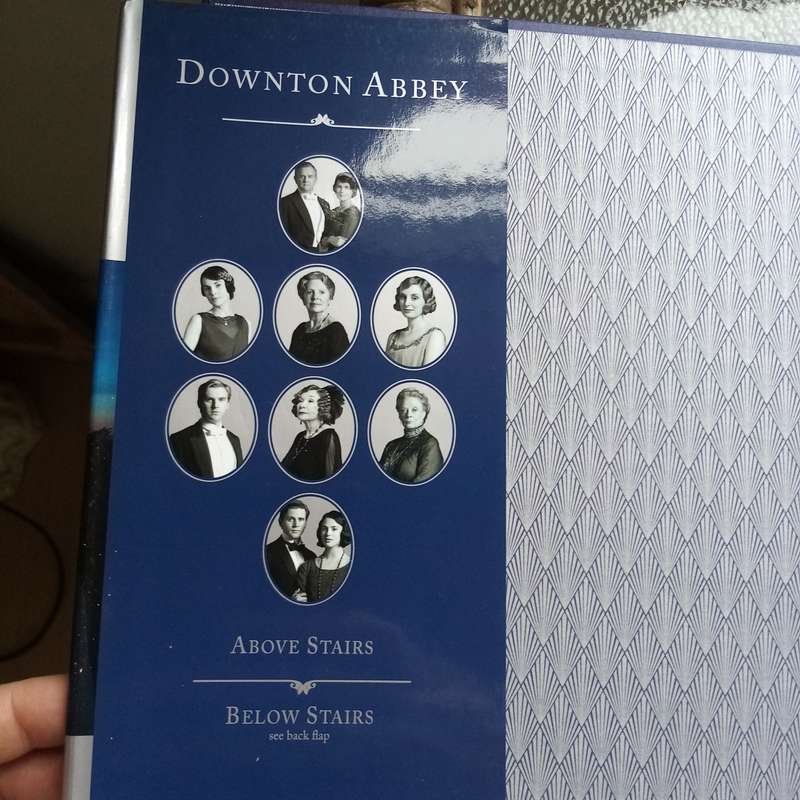 DOWNTON ABBEY
ABOVE STAIRS
BELOW STAIRS
see back flap